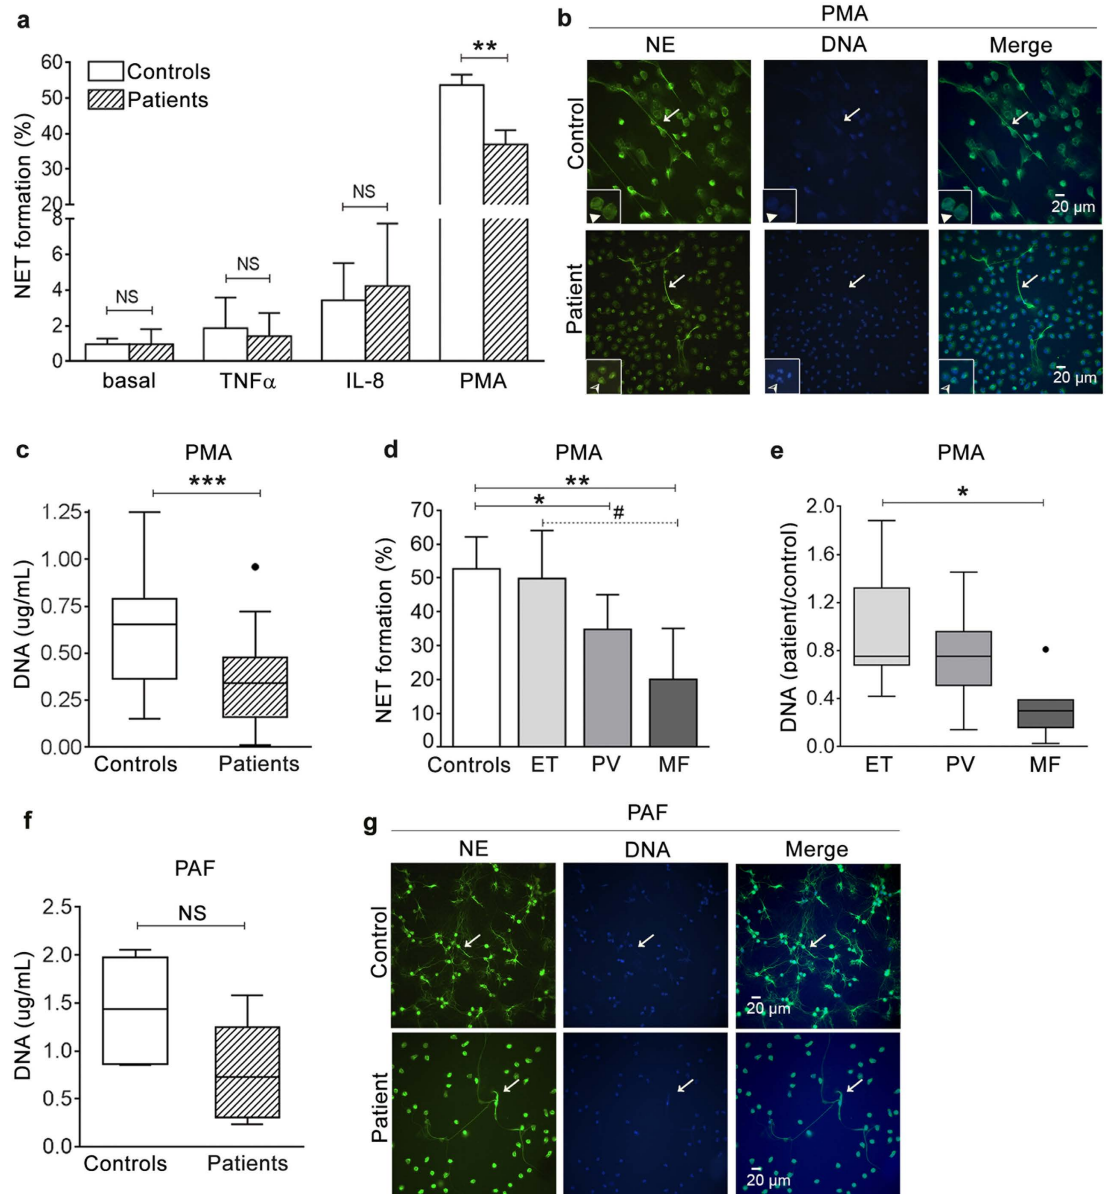 a
NET formation (%)
60
50
40
30
20
8
6
4
2
0
Controls
Patients
NS
NS
NS
**
basal
TNFα
IL-8
PMA
b
PMA
NE
DNA
Merge
Control
20 µm
Patient
20 µm
c
PMA
***
DNA (ug/mL)
1.25
1.00
0.75
0.50
0.25
0.00
Controls
Patients
d
PMA
**
*
#
NET formation (%)
70
60
50
40
30
20
10
0
Controls
ET
PV
MF
e
PMA
*
DNA (patient/control)
2.0
1.6
1.2
0.8
0.4
0.0
ET
PV
MF
f
PAF
NS
DNA (ug/mL)
2.5
2.0
1.5
1.0
0.5
0.0
Controls
Patients
g
PAF
NE
DNA
Merge
Control
20 µm
Patient
20 µm